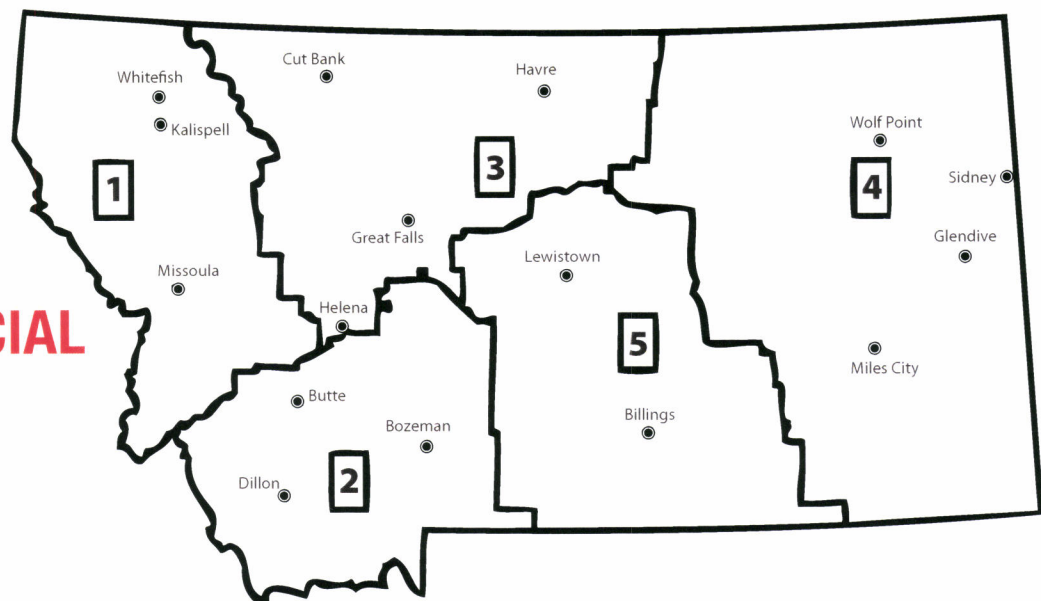 Cut Bank
Havre
Whitefish
Kalispell
Wolf Point
1
3
4
Sidney
Great Falls
Glendive
Lewistown
Missoula
Helena
CIAL
5
Miles City
Butte
Billings
Bozeman
2
Dillon